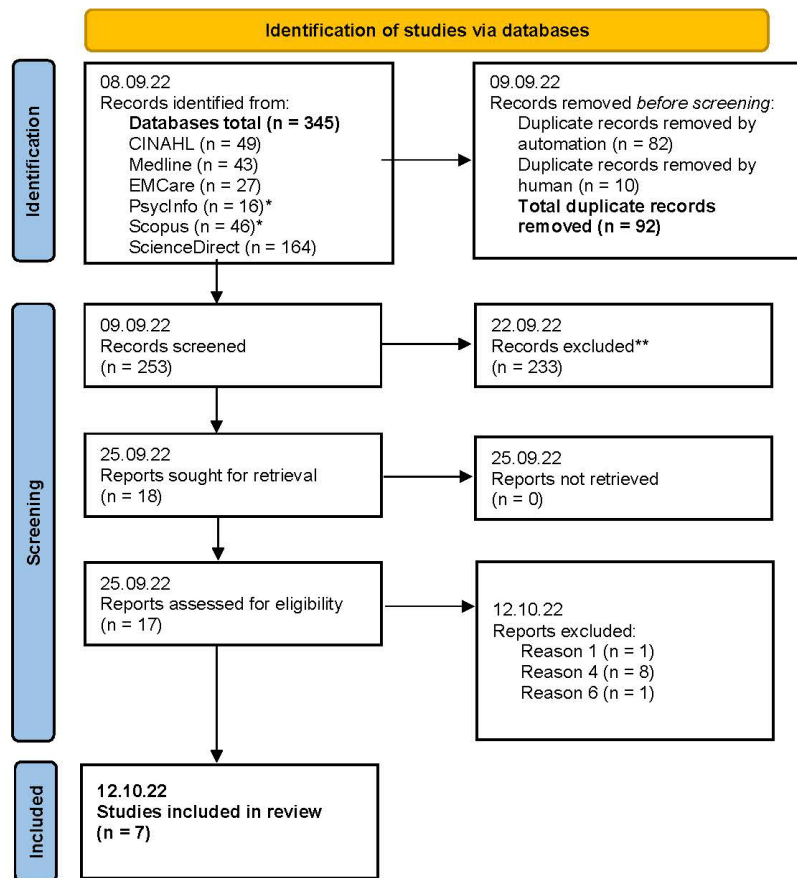 Identification of studies via databases
Identification
08.09.22
Records identified from:
Databases total (n = 345)
CINAHL (n = 49)
Medline (n = 43)
EMCare (n = 27)
PsycInfo (n = 16)*
Scopus (n = 46)*
ScienceDirect (n = 164)
09.09.22
Records removed before screening:
Duplicate records removed by
automation (n = 82)
Duplicate records removed by
human (n = 10)
Total duplicate records
removed (n = 92)
Screening
09.09.22
Records screened
(n = 253)
22.09.22
Records excluded**
(n = 233)
25.09.22
Reports sought for retrieval
(n = 18)
25.09.22
Reports not retrieved
(n = 0)
25.09.22
Reports assessed for eligibility
(n = 17)
12.10.22
Reports excluded:
Reason 1 (n = 1)
Reason 4 (n = 8)
Reason 6 (n = 1)
Included
12.10.22
Studies included in review
(n = 7)